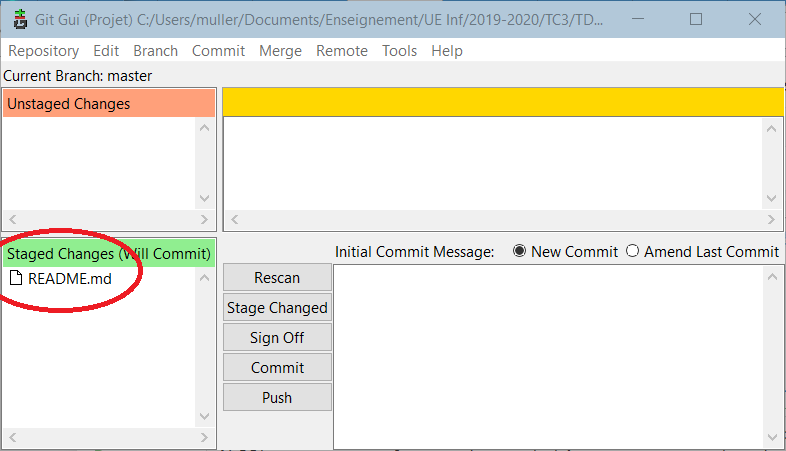 Git Gui (Projet) C:/Users/muller/Documents/Enseignement/UE Inf/2019-2020/TC3/TD...
Repository Edit Branch Commit Merge Remote Tools Help
Current Branch: master
Unstaged Changes
Staged Changes (Will Commit)
README.md
Initial Commit Message: New Commit Amend Last Commit
Rescan
Stage Changed
Sign Off
Commit
Push